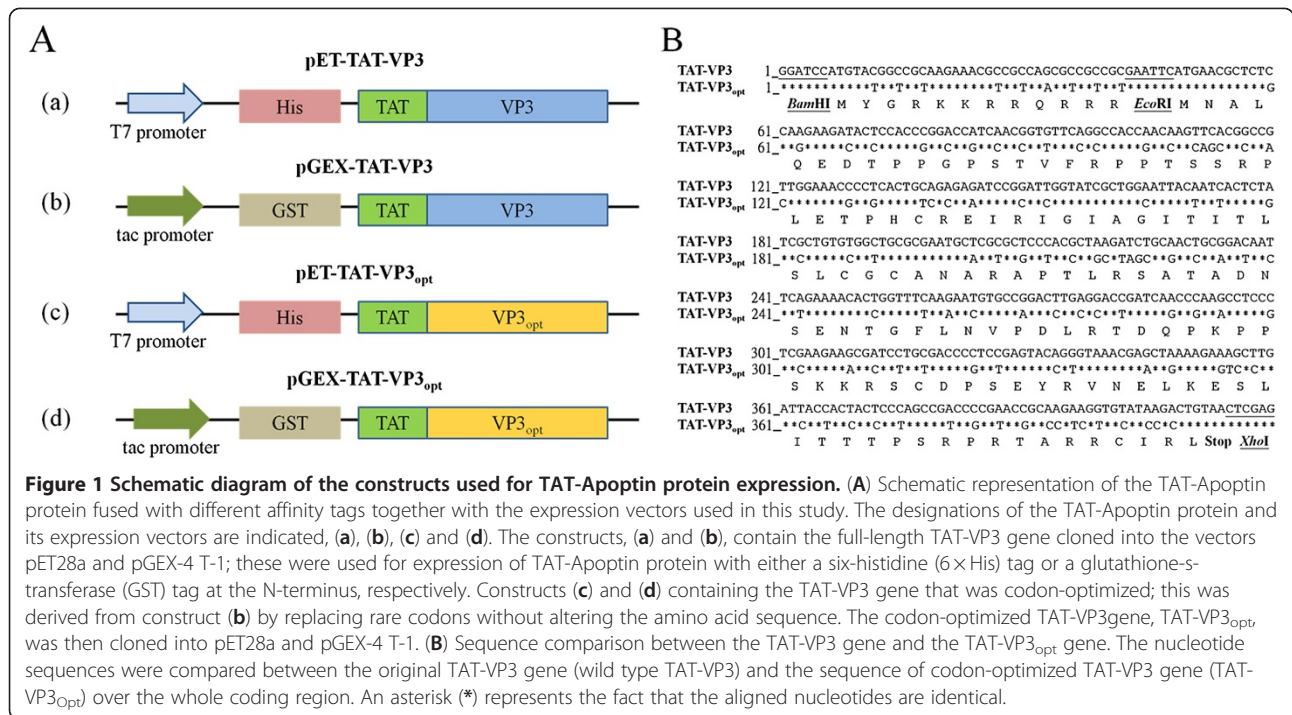 A
B
pET-TAT-VP3
(a)
T7 promoter
His
TAT
VP3
pGEX-TAT-VP3
(b)
tac promoter
GST
TAT
VP3
pET-TAT-VP3opt
(c)
T7 promoter
His
TAT
VP3opt
pGEX-TAT-VP3opt
(d)
tac promoter
GST
TAT
VP3opt
TAT-VP3 1_GGATCCATGTACGGCCGCAAGAAACGCCGCCAGCGCCGCCGCGAATTCATGAACGCTCTC
TAT-VP3opt 1_**************T**T********T**T**A**T**T**T*****************G
BamHI M Y G R K K R R Q R R R EcoRI M N A L
TAT-VP3 61_CAAGAAGATACTCCACCCGGACCATCAACGGTGTTCAGGCCACCAACAAGTTCACGGCCG
TAT-VP3opt 61_**G*****C**C*****G**C**G**C**C**T***C*C*****G**C**CAGC**C**A
Q E D T P P G P S T V F R P P T S S R P
TAT-VP3 121_TTGGAAACCCCTCACTGCAGAGAGATCCGGATTGGTATCGCTGGAATTACAATCACTCTA
TAT-VP3opt 121_C*******G**G*****TC*C**A*****C**C***********C*****T**T*****G
L E T P H C R E I R I G I A G I T I T L
TAT-VP3 181_TCGCTGTGTGGCTGCGCGAATGCTCGCGCTCCCACGCTAAGATCTGCAACTGCGGACAAT
TAT-VP3opt 181_**C*****C**T***********A**T**G**T**C**GC*TAGC**G**C**A**T**C
S L C G C A N A R A P T L R S A T A D N
TAT-VP3 241_TCAGAAAACACTGGTTTCAAGAATGTGCCGGACTTGAGGACCGATCAACCCAAGCCTCCC
TAT-VP3opt 241_**T********C*****T**A**C*****A***C**C*C**T*****G**G**A*****G
S E N T G F L N V P D L R T D Q P K P P
TAT-VP3 301_TCGAAGAAGCGATCCTGCGACCCCTCCGAGTACAGGGTAAACGAGCTAAAAGAAAGCTTG
TAT-VP3opt 301_**C*****A**C**T**T*****G**T******C*T********A**G*****GTC*C**
S K K R S C D P S E Y R V N E L K E S L
TAT-VP3 361_ATTACCACTACTCCCAGCCGACCCCGAACCGCAAGAAGGTGTATAAGACTGTAACTCGAG
TAT-VP3opt 361_**C**T**C**C**T*****T**G**T**G**CC*TC*T**C**CC*C************
I T T T P S R P R T A R R C I R L Stop XhoI
Figure 1 Schematic diagram of the constructs used for TAT-Apoptin protein expression. (A) Schematic representation of the TAT-Apoptin
protein fused with different affinity tags together with the expression vectors used in this study. The designations of the TAT-Apoptin protein and
its expression vectors are indicated, (a), (b), (c) and (d). The constructs, (a) and (b), contain the full-length TAT-VP3 gene cloned into the vectors
pET28a and pGEX-4 T-1; these were used for expression of TAT-Apoptin protein with either a six-histidine (6 × His) tag or a glutathione-s-
transferase (GST) tag at the N-terminus, respectively. Constructs (c) and (d) containing the TAT-VP3 gene that was codon-optimized; this was
derived from construct (b) by replacing rare codons without altering the amino acid sequence. The codon-optimized TAT-VP3gene, TAT-VP3opt,
was then cloned into pET28a and pGEX-4 T-1. (B) Sequence comparison between the TAT-VP3 gene and the TAT-VP3opt gene. The nucleotide
sequences were compared between the original TAT-VP3 gene (wild type TAT-VP3) and the sequence of codon-optimized TAT-VP3 gene (TAT-
VP3Opt) over the whole coding region. An asterisk (*) represents the fact that the aligned nucleotides are identical.